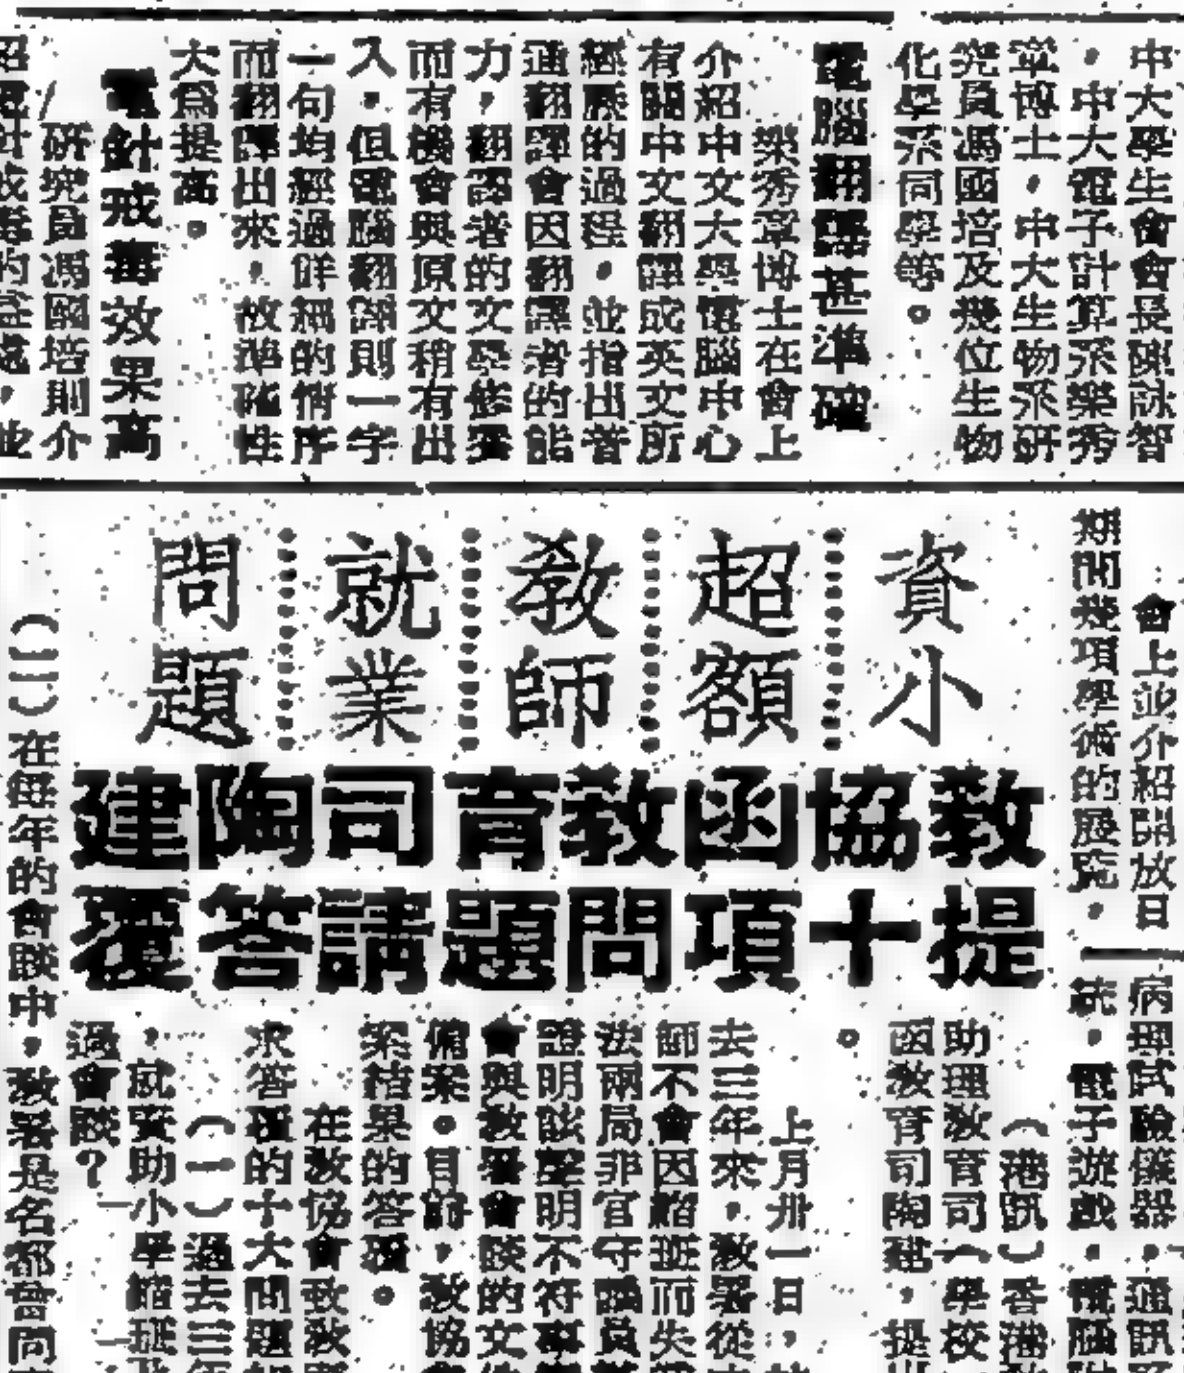 中大學生會會長陳詠智
，中大電子計算系樂秀
章博士，中大生物系研
究員馮國培及幾位生物
化學系同學等。
電腦翻譯甚準確
樂秀章博士在會上
介紹中文大學電腦中心
有關中文翻譯成英文所
經歷的過程，並指出普
通翻譯會因翻譯者的能
力，翻譯者的文學修養
而有機會與原文稍有出
入，但電腦翻譯則一字
一句均經過詳細的情序
而翻譯出來，故準確性
大為提高。
電針戒毒效果高
研究員馮國培則介
會上並介紹開放日
期間幾項學術的展覽，
資小
超額
教師
就業
問題
教協函教育司陶建
提十項問題請答覆
病理試驗儀器，通訊
統，電子遊戲，電腦
（港訊）香港
助理教育司（學校
函教育司陶建，提出
。
上月卅一日，
去三年來，教署從
師不會因縮班而失
法兩局非官守議員
證明該聲明不符事
會與教署會談的文件
備案。目前，教協會
案結果的答覆。
在教協會致教
求答覆的十大問題
（一）過去三年
，就資助小學縮班
過會談？
（二）在每年的會談中，教署是否都曾同